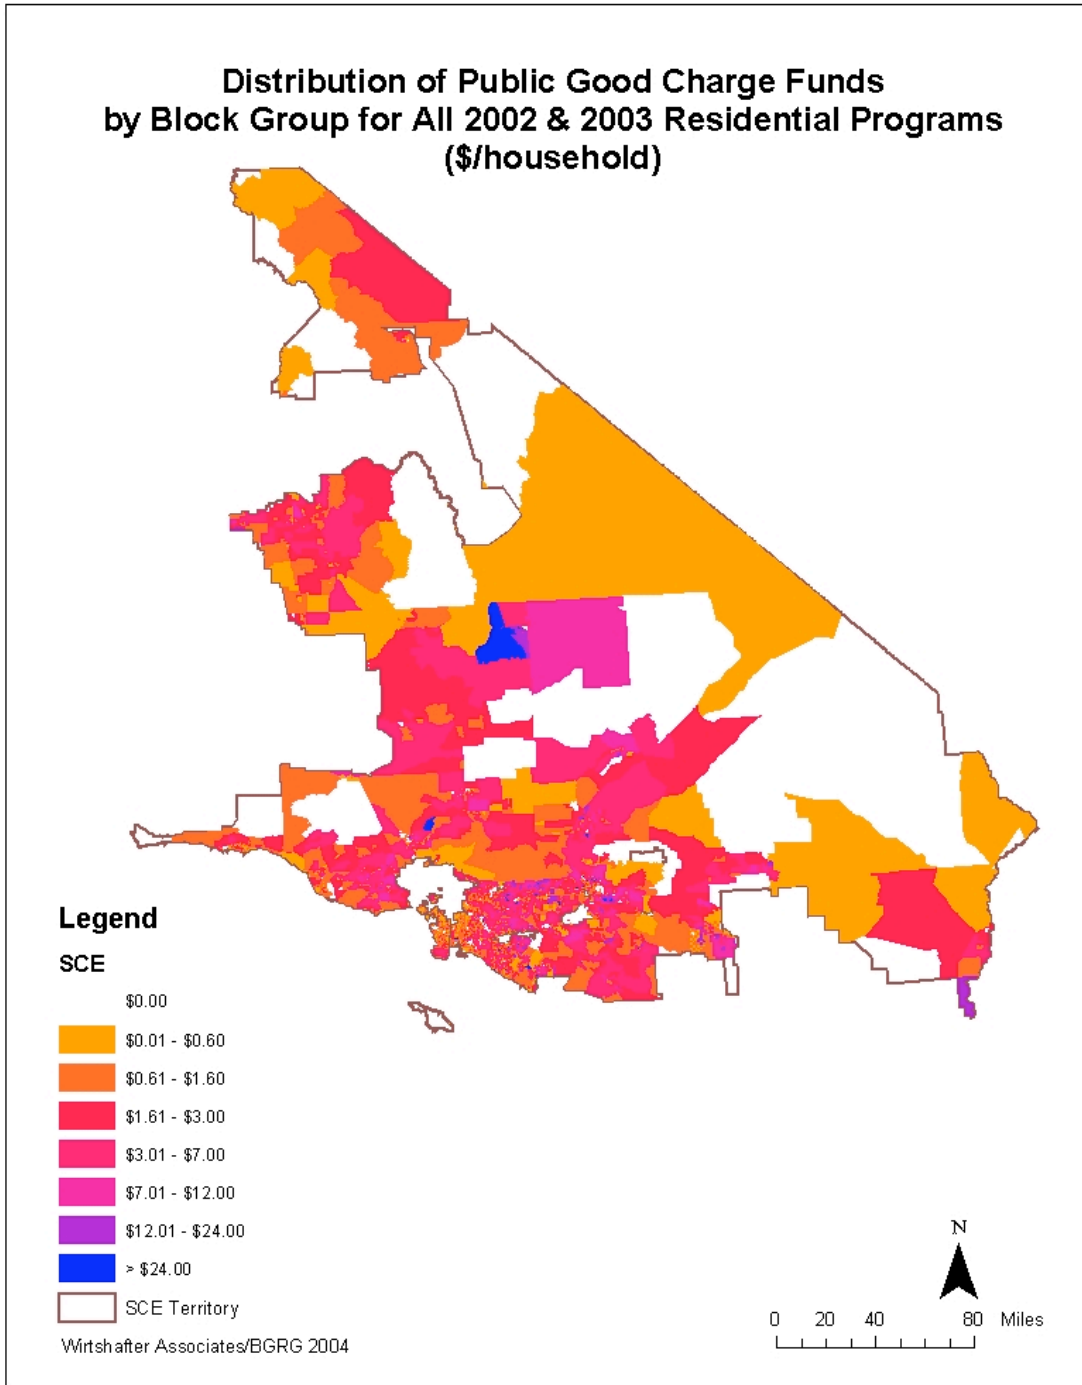 Distribution of Public Good Charge Funds
by Block Group for All 2002 & 2003 Residential Programs
($/household)
Legend
SCE
$0.00
$0.01 - $0.60
$0.61 - $1.60
$1.61 - $3.00
$3.01 - $7.00
$7.01 - $12.00
$12.01 - $24.00
> $24.00
SCE Territory
Wirtshafter Associates/BGRG 2004
N
0 20 40 80 Miles